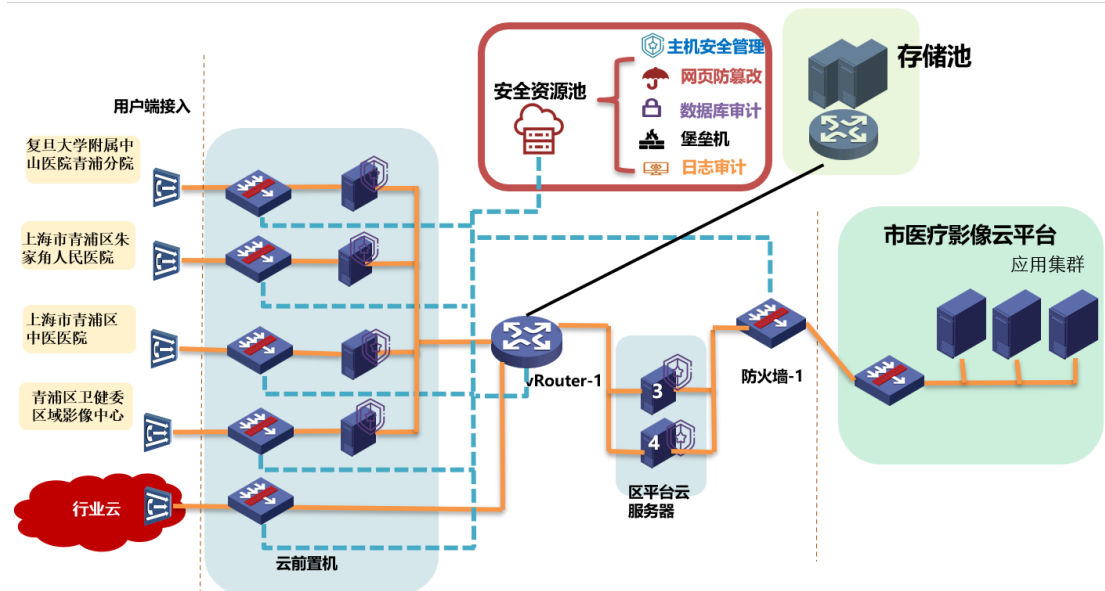 主机安全管理
网页防篡改
安全资源池
数据库审计
堡垒机
日志审计
存储池
用户端接入
复旦大学附属中
山医院青浦分院
上海市青浦区朱
家角人民医院
上海市青浦区
中医医院
青浦区卫健委
区域影像中心
行业云
云前置机
vRouter-1
3
4
区平台云
服务器
防火墙-1
市医疗影像云平台
应用集群